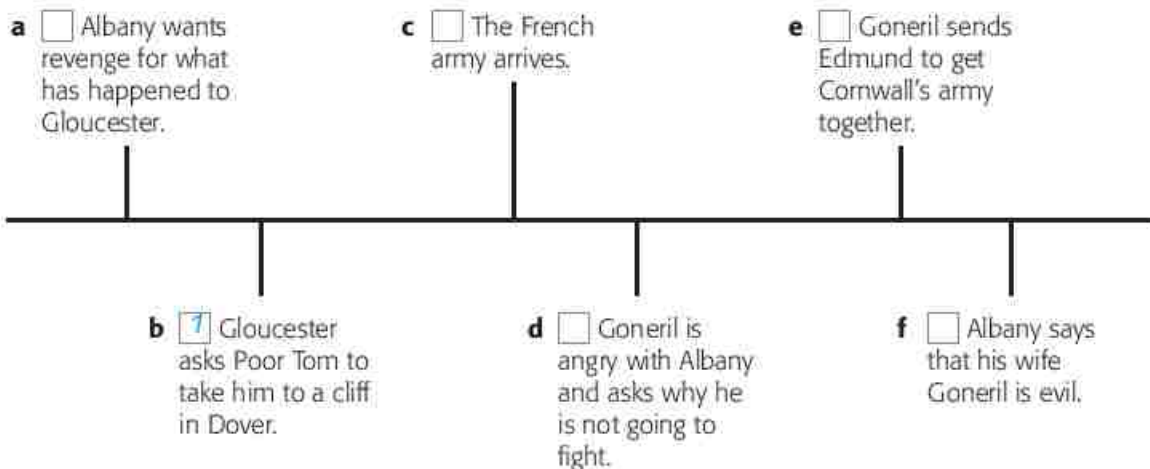 a Albany wants
revenge for what
has happened to
Gloucester.
c The French
army arrives.
e Goneril sends
Edmund to get
Cornwall's army
together.
b 1 Gloucester
asks Poor Tom to
take him to a cliff
in Dover.
d Goneril is
angry with Albany
and asks why he
is not going to
fight.
f Albany says
that his wife
Goneril is evil.